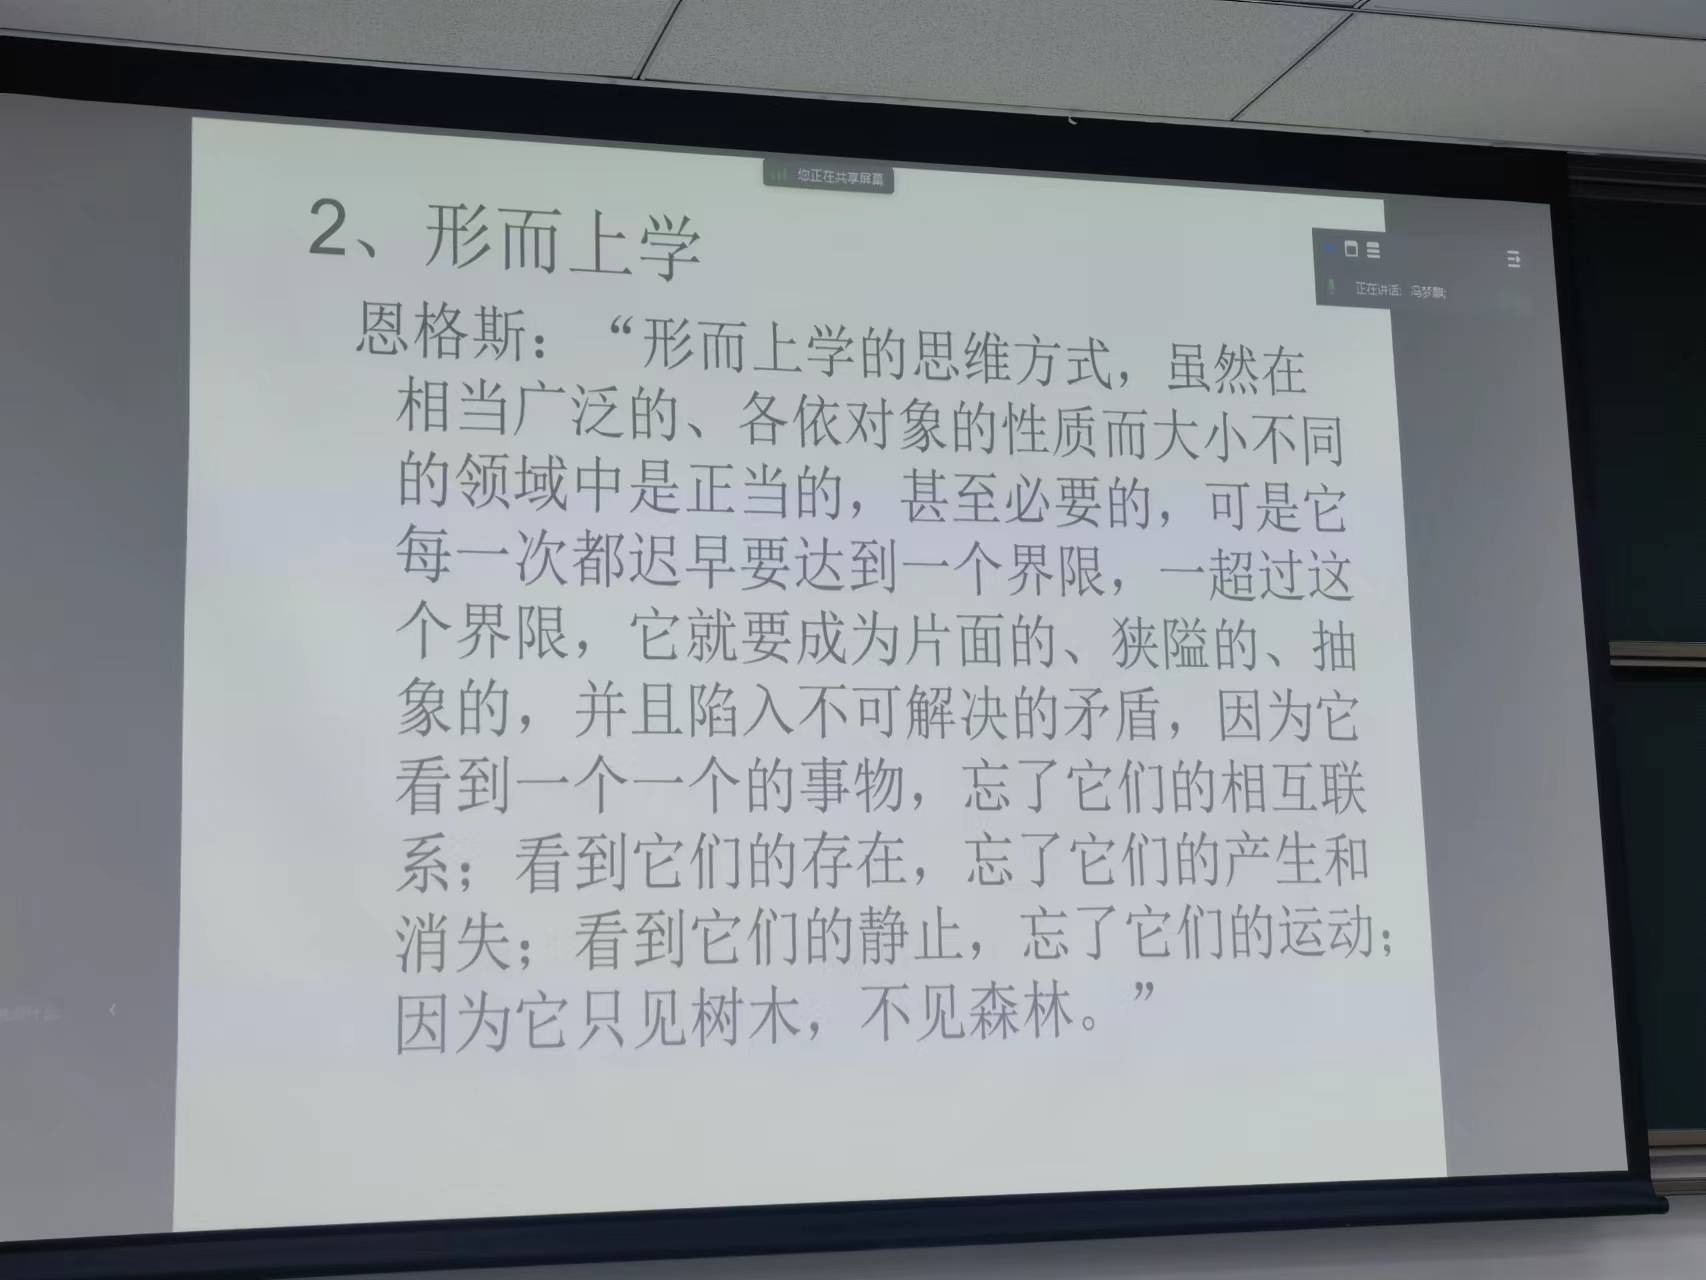 您正在共享屏幕
2、形而上学
正在讲话:
恩格斯：“形而上学的思维方式，虽然在
相当广泛的、各依对象的性质而大小不同
的领域中是正当的，甚至必要的，可是它
每一次都迟早要达到一个界限，一超过这
个界限，它就要成为片面的、狭隘的、抽
象的，并且陷入不可解决的矛盾，因为它
看到一个一个的事物，忘了它们的相互联
系；看到它们的存在，忘了它们的产生和
消失；看到它们的静止，忘了它们的运动；
因为它只见树木，不见森林。”